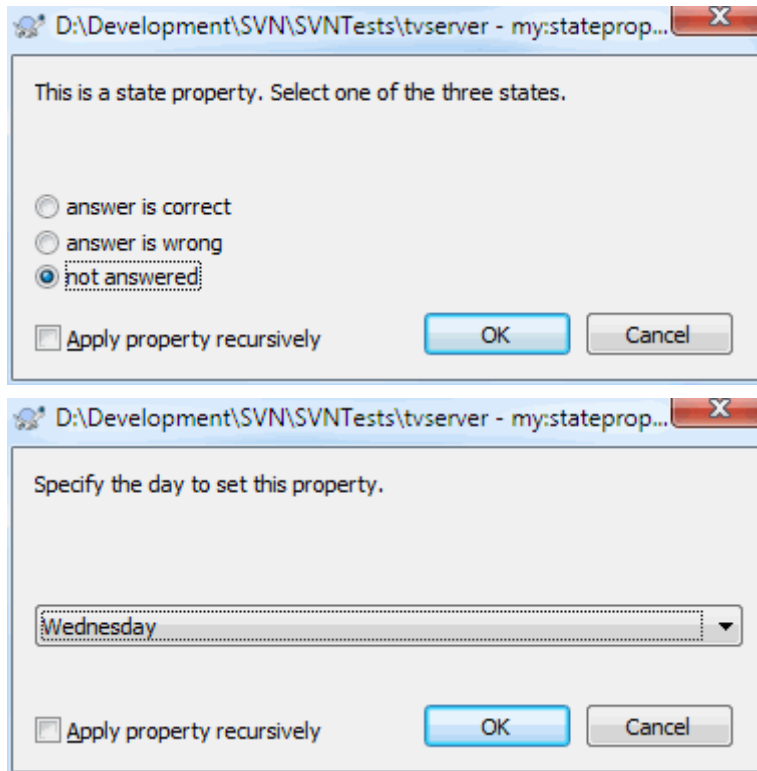 D:\Development\SVN\SVNTests\tvserver - my:stateprop...
This is a state property. Select one of the three states.
answer is correct
answer is wrong
not answered
Apply property recursively OK Cancel
D:\Development\SVN\SVNTests\tvserver - my:stateprop...
Specify the day to set this property.
Wednesday
Apply property recursively OK Cancel